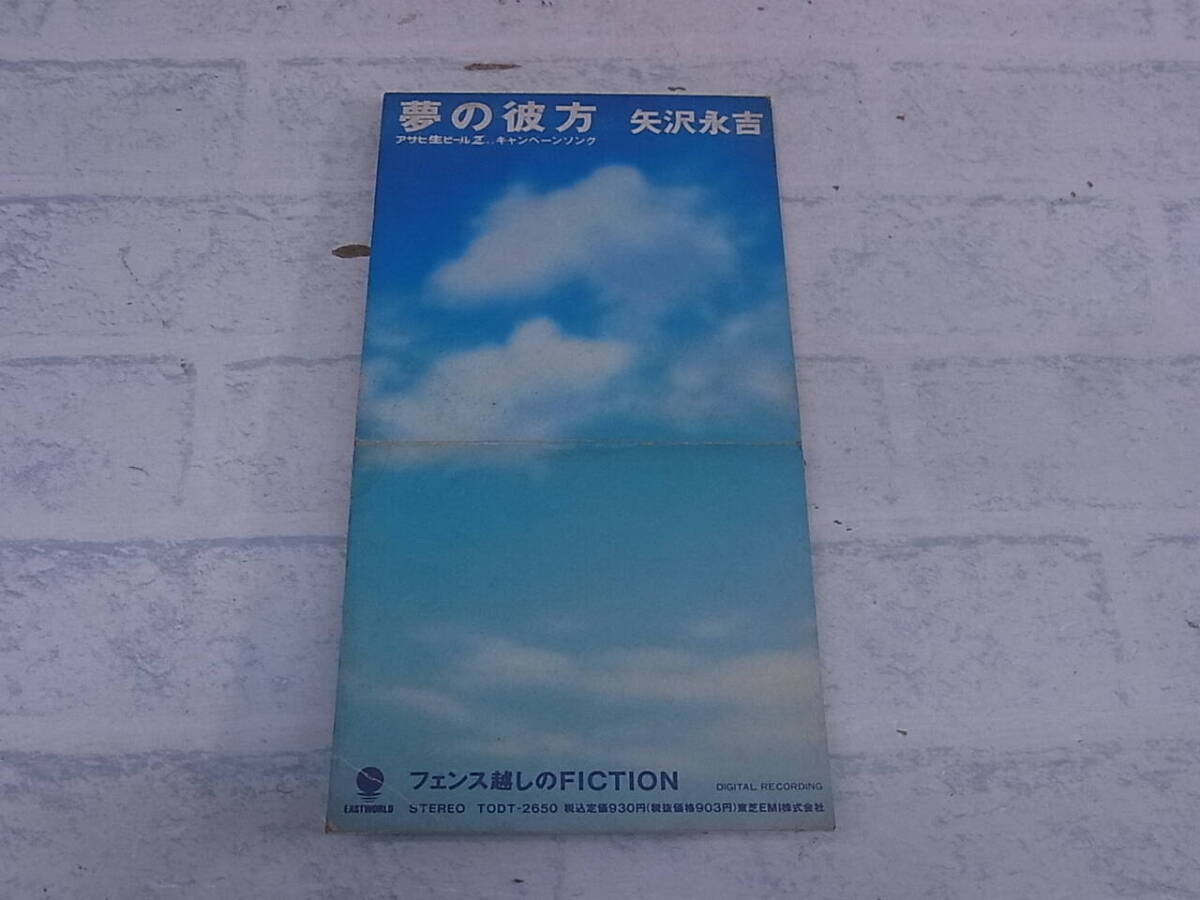 夢の彼方 矢沢永吉
アサヒ生ビールZ‥キャンペーンソング
フェンス越しのFICTION
DIGITAL RECORDING
EASTWORLD
STEREO TODT-2650 税込定価930円(税抜価格903円)東芝EMI株式会社